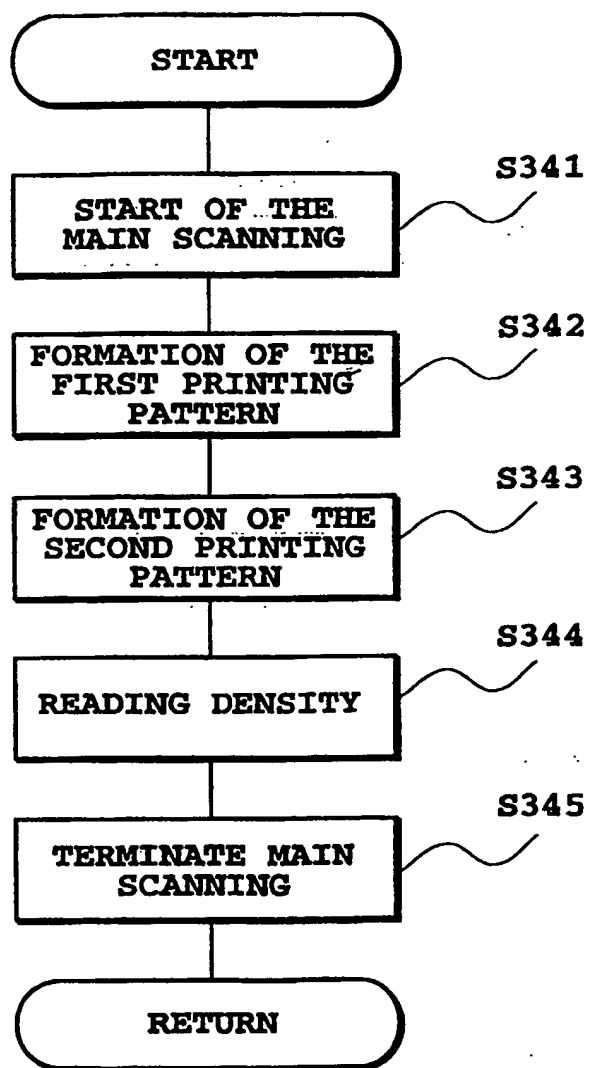 START
S341
START OF THE
MAIN SCANNING
S342
FORMATION OF THE
FIRST PRINTING
PATTERN
S343
FORMATION OF THE
SECOND PRINTING
PATTERN
S344
READING DENSITY
S345
TERMINATE MAIN
SCANNING
RETURN